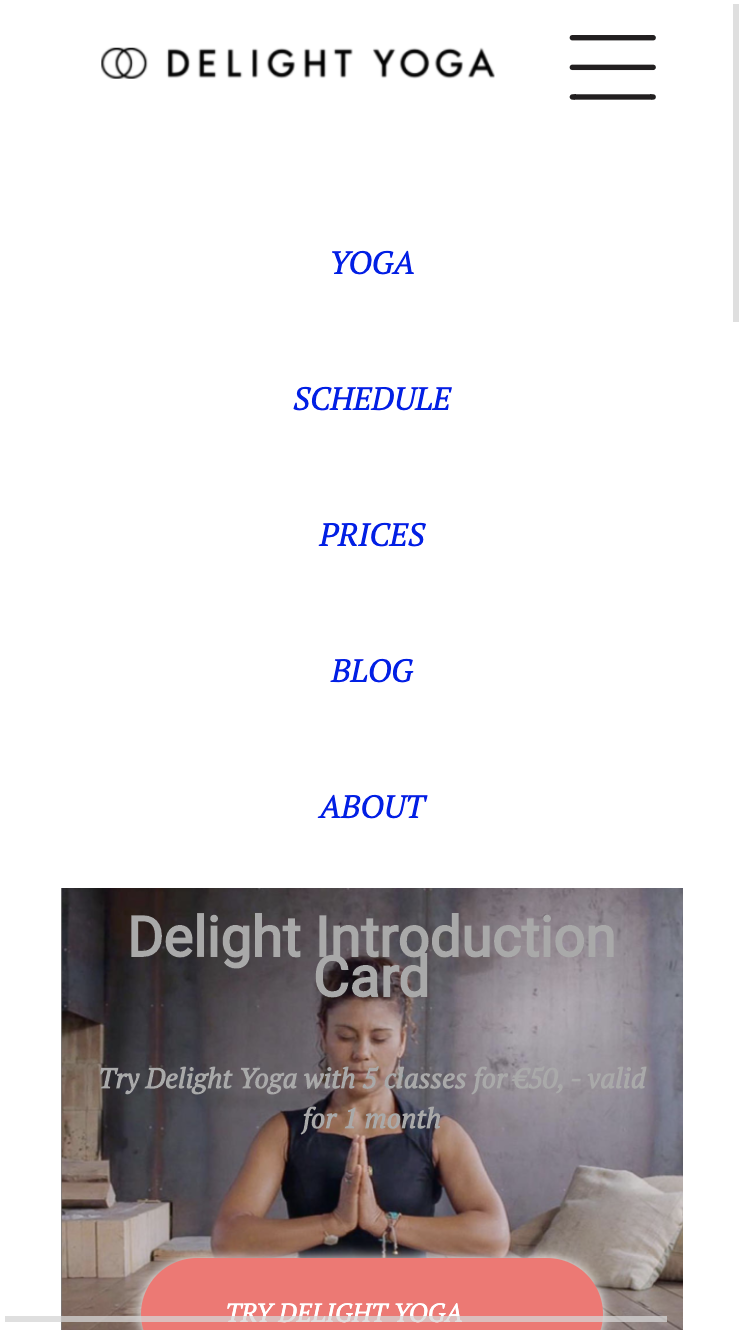 DELIGHT YOGA
YOGA
SCHEDULE
PRICES
BLOG
ABOUT
Delight Introduction
Card
Try Delight Yoga with 5 classes for €50, - valid
for 1 month
TRY DELIGHT YOGA